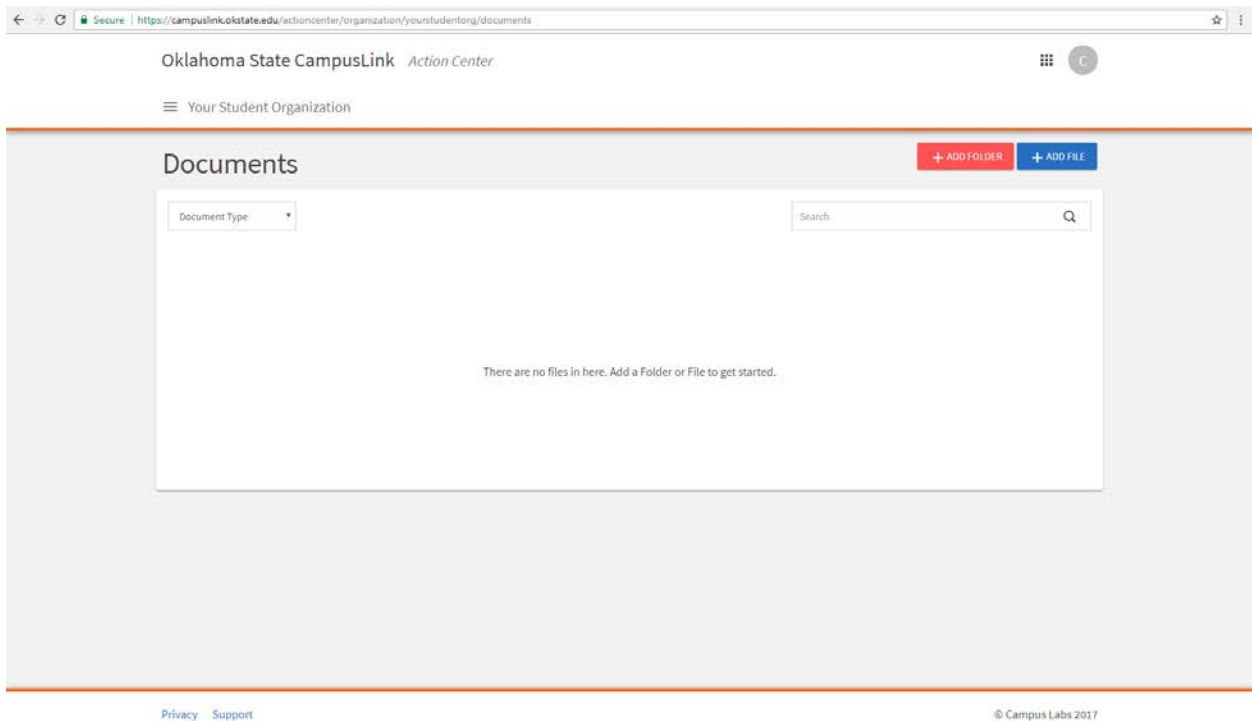 Secure https://campuslink.okstate.edu/actioncenter/organization/yourstudentorg/documents
Oklahoma State CampusLink Action Center
C
Your Student Organization
Documents
+ ADD FOLDER + ADD FILE
Document Type
Search
There are no files in here. Add a Folder or File to get started.
Privacy Support
© Campus Labs 2017